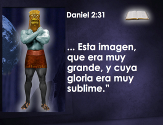 Daniel 2:31
... Esta imagen,
que era muy
grande, y cuya
gloria era muy
sublime."